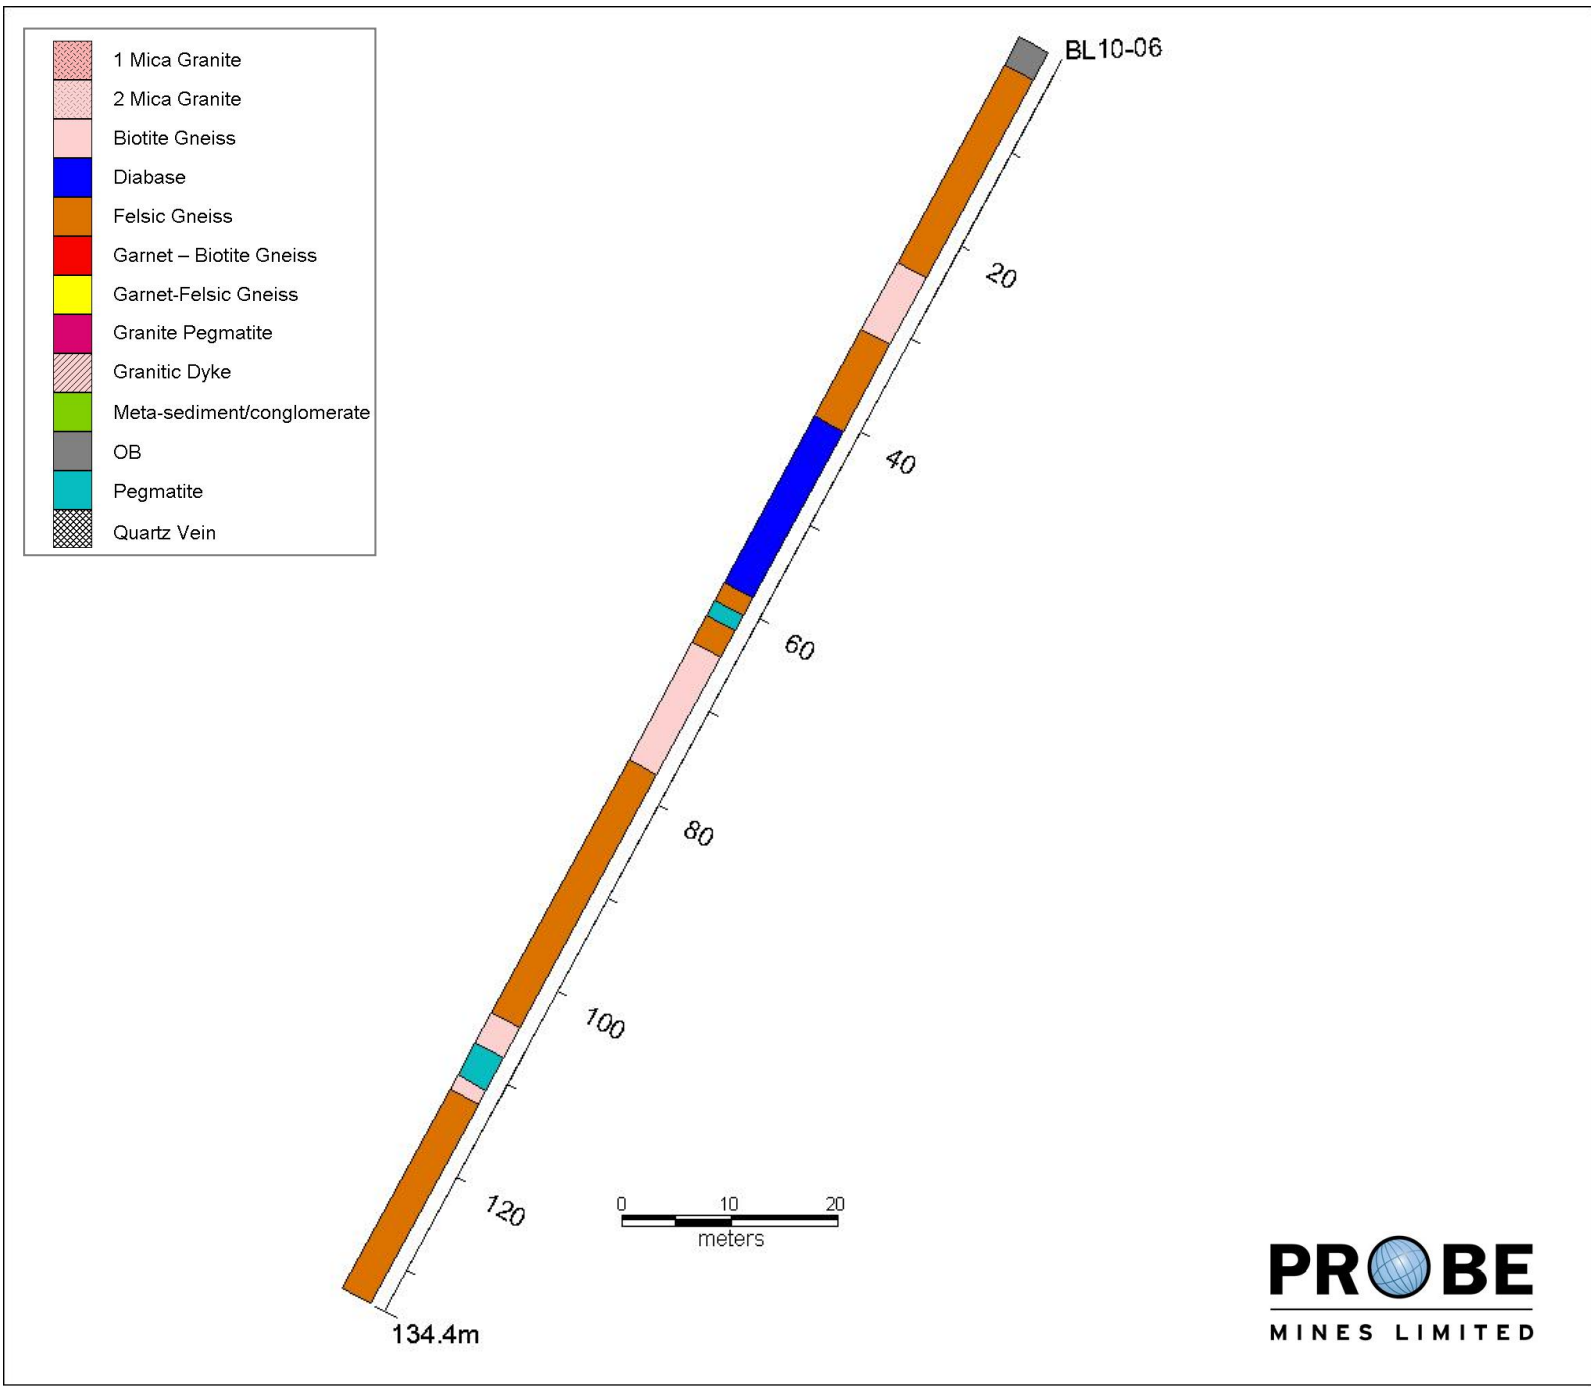 1 Mica Granite
2 Mica Granite
Biotite Gneiss
Diabase
Felsic Gneiss
Garnet – Biotite Gneiss
Garnet-Felsic Gneiss
Granite Pegmatite
Granitic Dyke
Meta-sediment/conglomerate
OB
Pegmatite
Quartz Vein
BL10-06
20
40
60
80
100
120
134.4m
0 10 20
meters
PROBE
MINES LIMITED